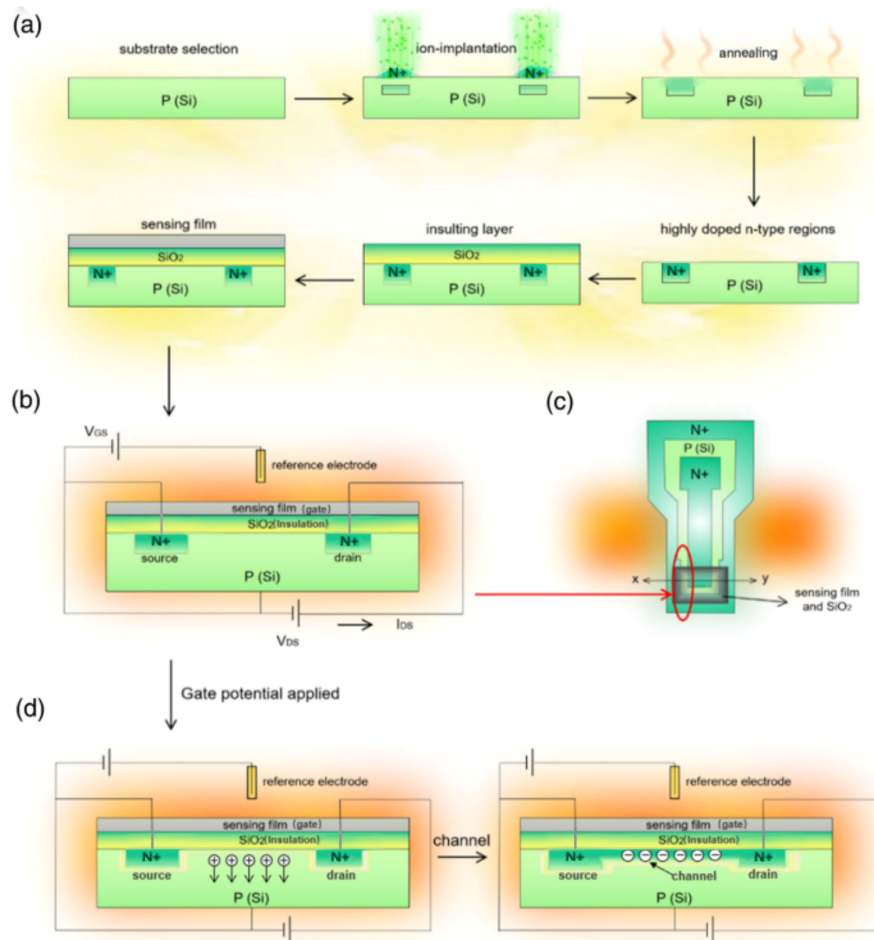 (a)
substrate selection
ion-implantation
annealing
N+
N+
P (Si)
P (Si)
P (Si)
sensing film
insulting layer
highly doped n-type regions
SiO2
SiO2
N+
N+
P (Si)
N+
N+
P (Si)
N+
N+
P (Si)
(b)
VGS
reference electrode
sensing film (gate)
SiO2(Insulation)
N+
N+
source
drain
P (Si)
VDS
IDS
(c)
N+
P (Si)
N+
x
y
sensing film
and SiO2
Gate potential applied
(d)
reference electrode
sensing film (gate)
SiO2(Insulation)
N+
N+
source
drain
P (Si)
channel
reference electrode
sensing film (gate)
SiO2(Insulation)
N+
N+
source
channel
drain
P (Si)